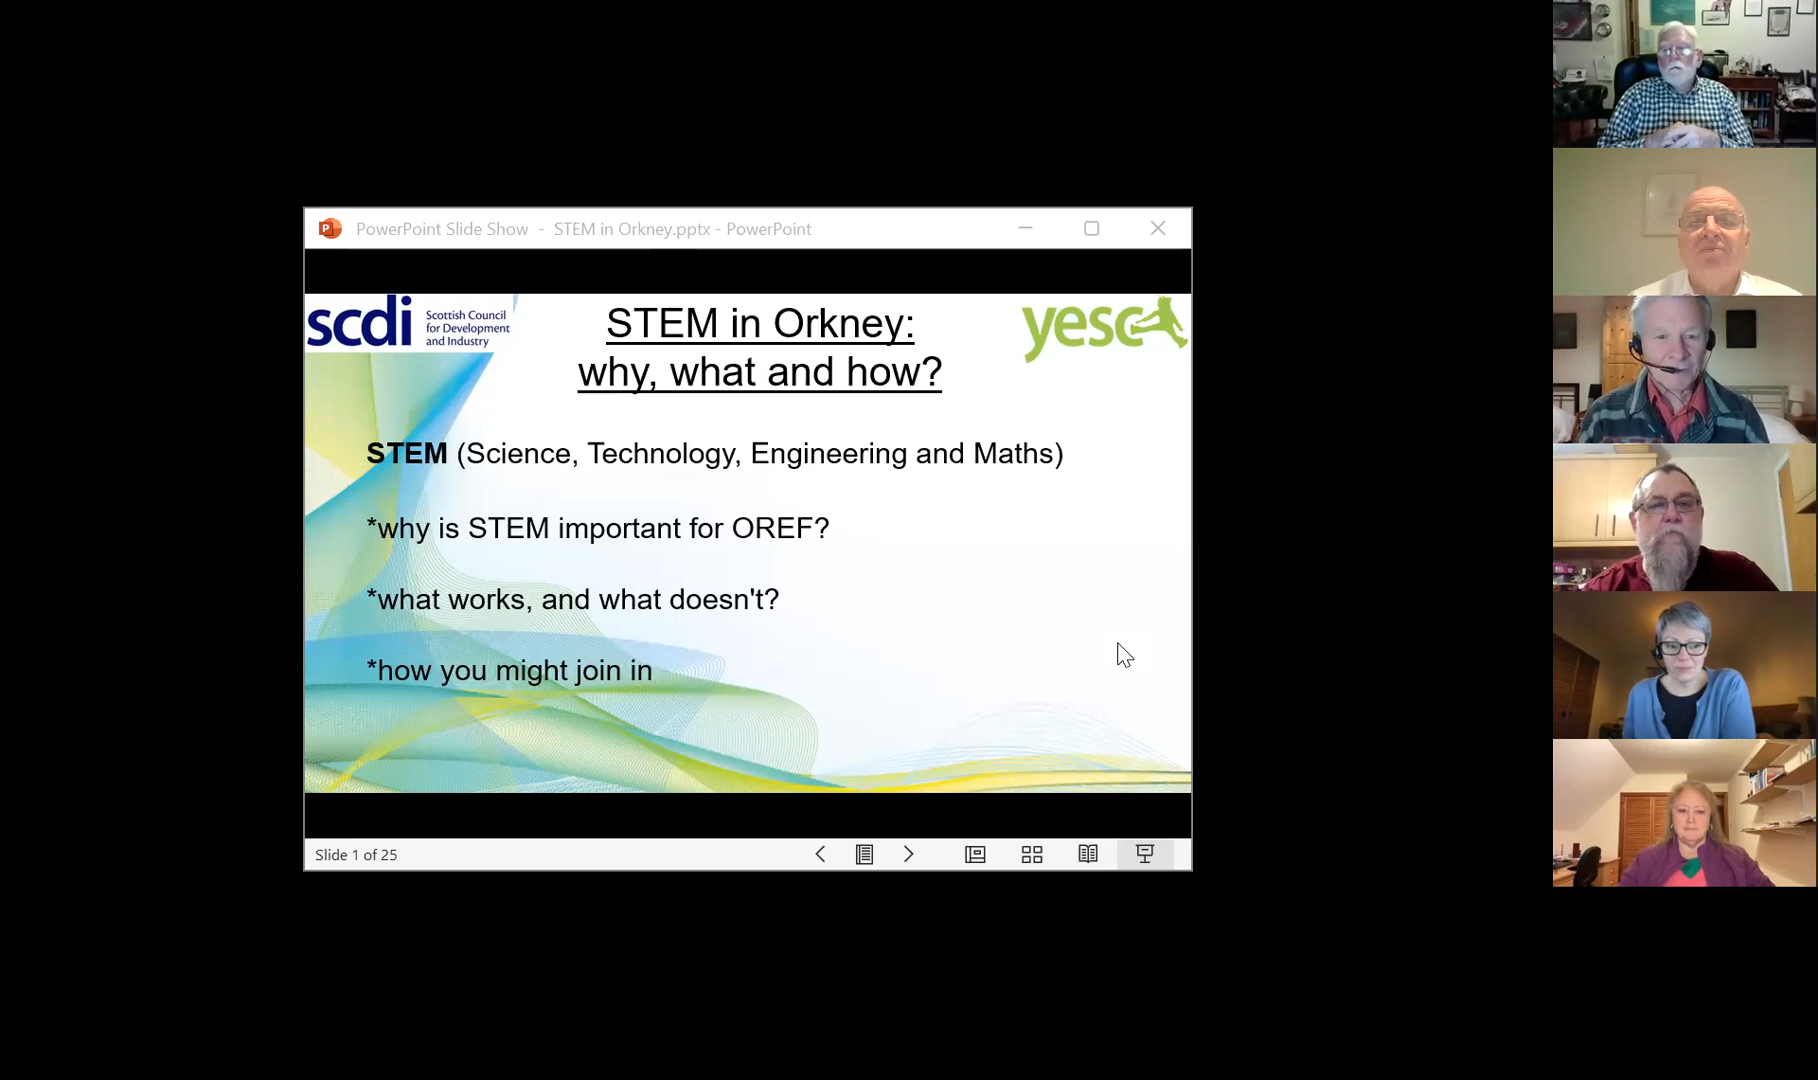 PowerPoint Slide Show - STEM in Orkney.pptx - PowerPoint
scdi
Scottish Council
for Development
and Industry
STEM in Orkney:
why, what and how?
yesc
STEM (Science, Technology, Engineering and Maths)
*why is STEM important for OREF?
*what works, and what doesn't?
*how you might join in
Slide 1 of 25